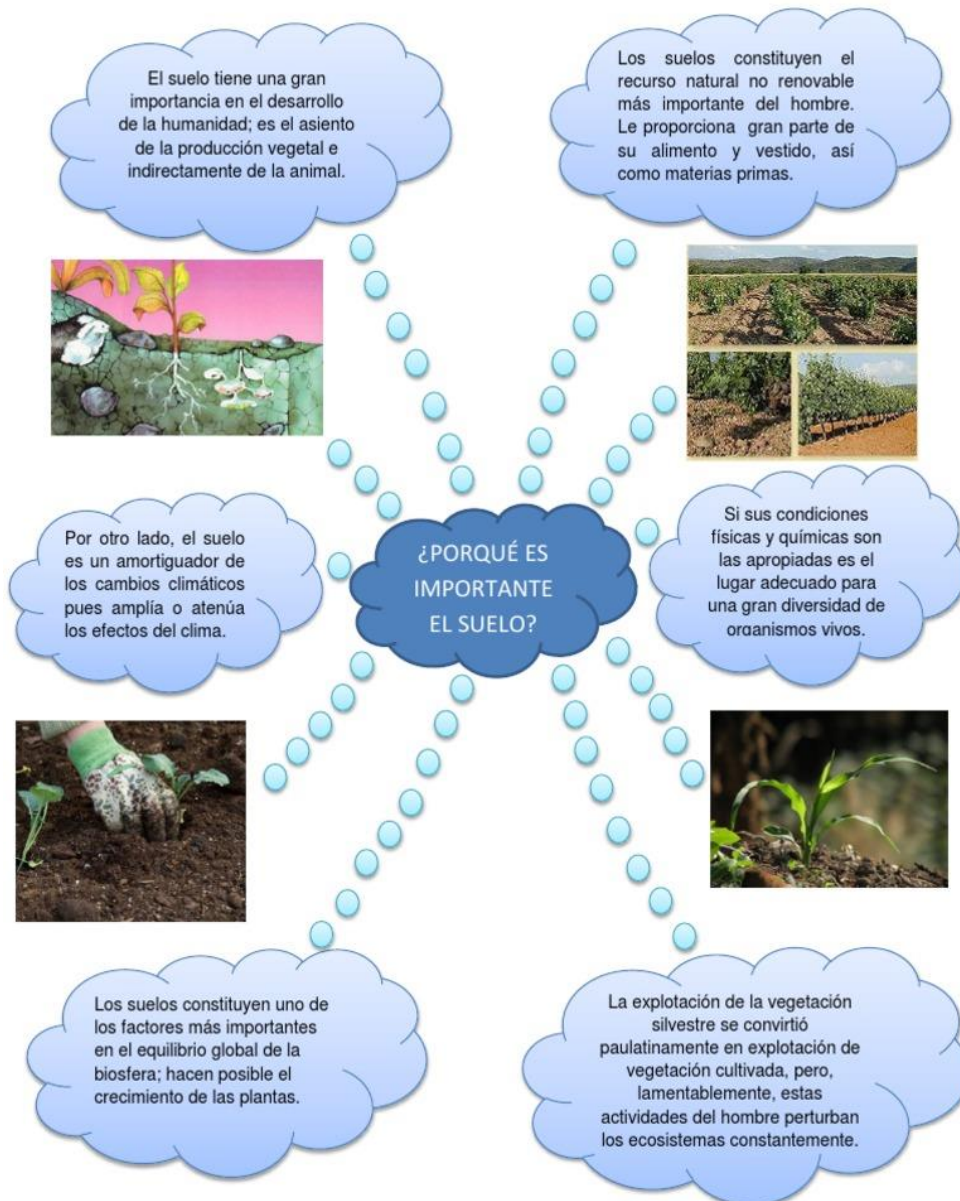 El suelo tiene una gran
importancia en el desarrollo
de la humanidad; es el asiento
de la producción vegetal e
indirectamente de la animal.
Los suelos constituyen el
recurso natural no renovable
más importante del hombre.
Le proporciona gran parte de
su alimento y vestido, así
como materias primas.
Por otro lado, el suelo
es un amortiguador de
los cambios climáticos
pues amplía o atenúa
los efectos del clima.
¿PORQUÉ ES
IMPORTANTE
EL SUELO?
Si sus condiciones
físicas y químicas son
las apropiadas es el
lugar adecuado para
una gran diversidad de
organismos vivos.
Los suelos constituyen uno de
los factores más importantes
en el equilibrio global de la
biosfera; hacen posible el
crecimiento de las plantas.
La explotación de la vegetación
silvestre se convirtió
paulatinamente en explotación de
vegetación cultivada, pero,
lamentablemente, estas
actividades del hombre perturban
los ecosistemas constantemente.